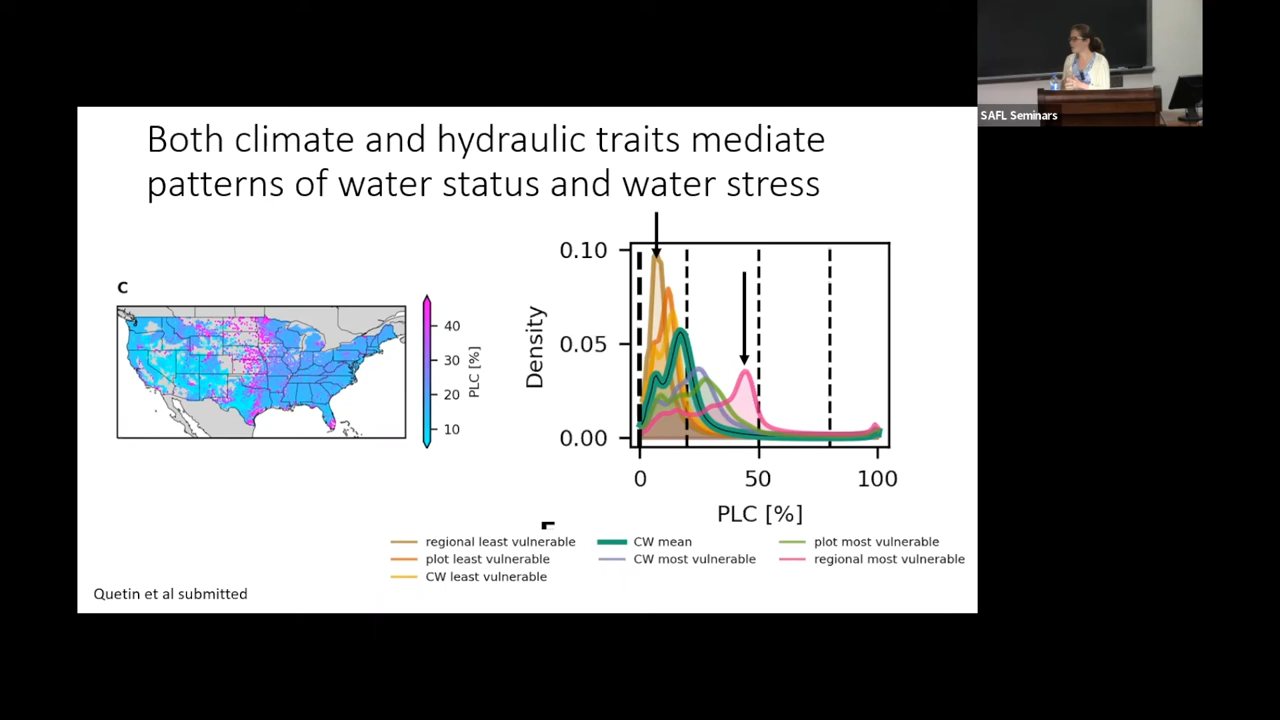 SAFL Seminars
Both climate and hydraulic traits mediate
patterns of water status and water stress
C
40
30
20
10
PLC [%]
0.10
0.05
0.00
Density
0
50
100
PLC [%]
regional least vulnerable
plot least vulnerable
CW least vulnerable
CW mean
CW most vulnerable
plot most vulnerable
regional most vulnerable
Quetin et al submitted